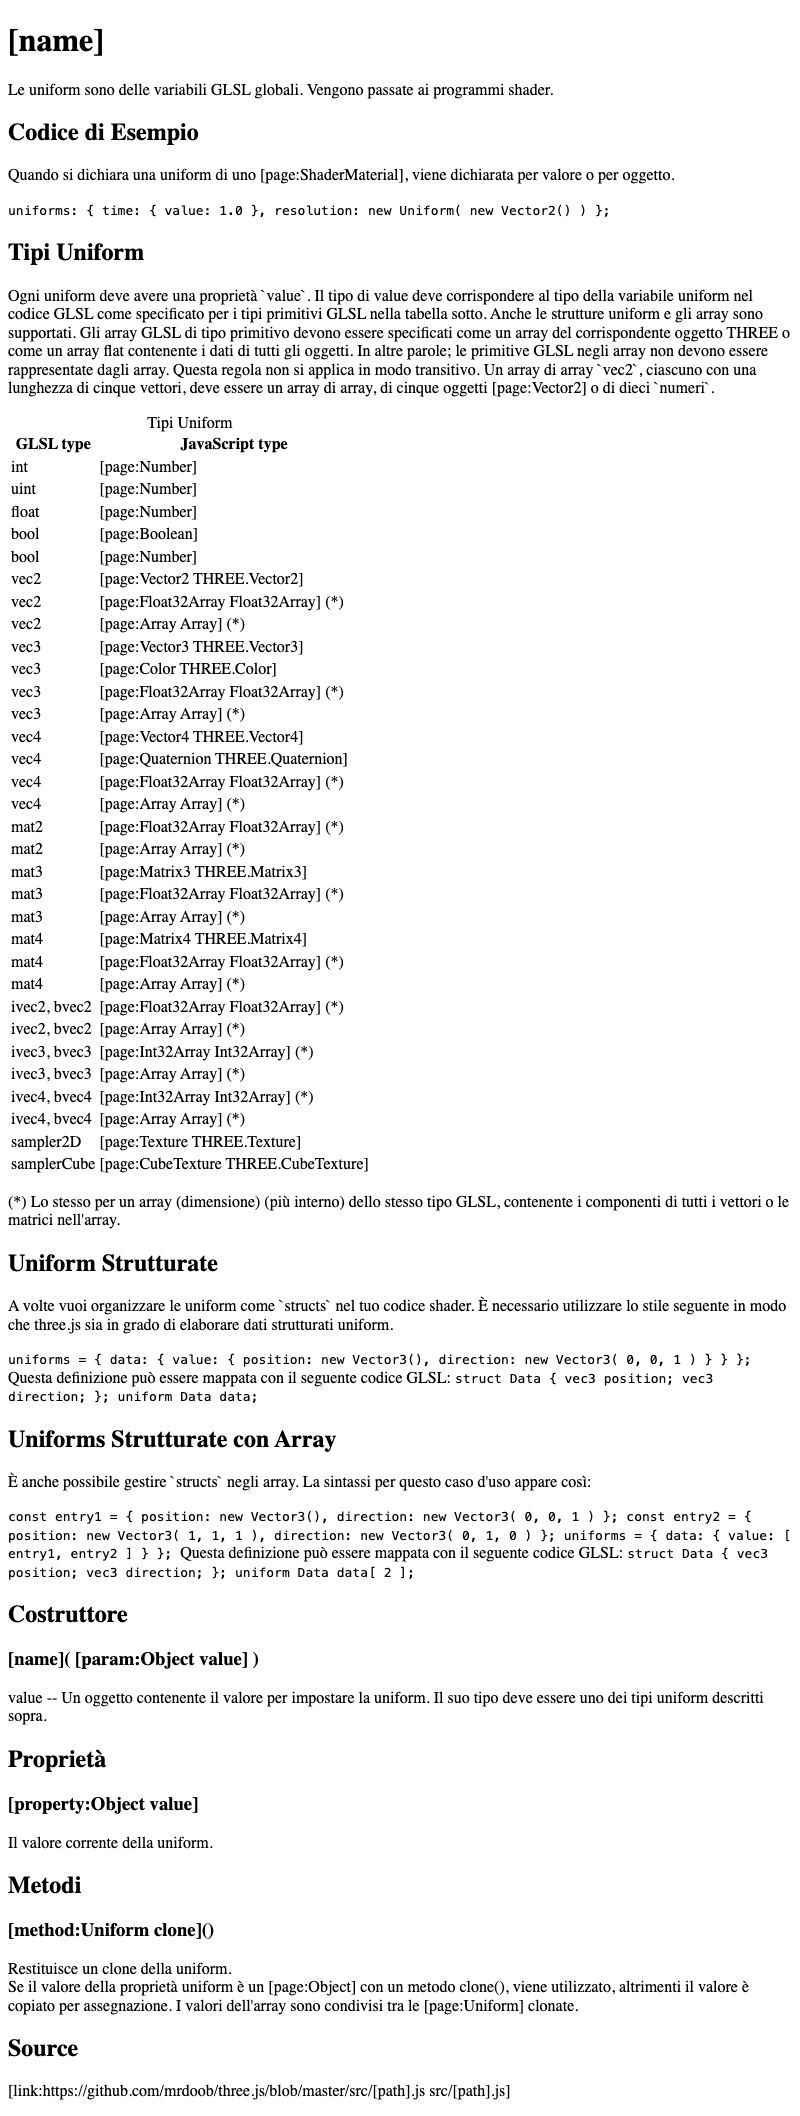 [name]
Le uniform sono delle variabili GLSL globali. Vengono passate ai programmi shader.
Codice di Esempio
Quando si dichiara una uniform di uno [page:ShaderMaterial], viene dichiarata per valore o per oggetto.
uniforms: { time: { value: 1.0 }, resolution: new Uniform( new Vector2() ) };
Tipi Uniform
Ogni uniform deve avere una proprietà `value`. Il tipo di value deve corrispondere al tipo della variabile uniform nel
codice GLSL come specificato per i tipi primitivi GLSL nella tabella sotto. Anche le strutture uniform e gli array sono
supportati. Gli array GLSL di tipo primitivo devono essere specificati come un array del corrispondente oggetto THREE o
come un array flat contenente i dati di tutti gli oggetti. In altre parole; le primitive GLSL negli array non devono essere
rappresentate dagli array. Questa regola non si applica in modo transitivo. Un array di array `vec2`, ciascuno con una
lunghezza di cinque vettori, deve essere un array di array, di cinque oggetti [page:Vector2] o di dieci `numeri`.
Tipi Uniform
GLSL type JavaScript type
int [page:Number]
uint [page:Number]
float [page:Number]
bool [page:Boolean]
bool [page:Number]
vec2 [page:Vector2 THREE.Vector2]
vec2 [page:Float32Array Float32Array] (*)
vec2 [page:Array Array] (*)
vec3 [page:Vector3 THREE.Vector3]
vec3 [page:Color THREE.Color]
vec3 [page:Float32Array Float32Array] (*)
vec3 [page:Array Array] (*)
vec4 [page:Vector4 THREE.Vector4]
vec4 [page:Quaternion THREE.Quaternion]
vec4 [page:Float32Array Float32Array] (*)
vec4 [page:Array Array] (*)
mat2 [page:Float32Array Float32Array] (*)
mat2 [page:Array Array] (*)
mat3 [page:Matrix3 THREE.Matrix3]
mat3 [page:Float32Array Float32Array] (*)
mat3 [page:Array Array] (*)
mat4 [page:Matrix4 THREE.Matrix4]
mat4 [page:Float32Array Float32Array] (*)
mat4 [page:Array Array] (*)
ivec2, bvec2 [page:Float32Array Float32Array] (*)
ivec2, bvec2 [page:Array Array] (*)
ivec3, bvec3 [page:Int32Array Int32Array] (*)
ivec3, bvec3 [page:Array Array] (*)
ivec4, bvec4 [page:Int32Array Int32Array] (*)
ivec4, bvec4 [page:Array Array] (*)
sampler2D [page:Texture THREE.Texture]
samplerCube [page:CubeTexture THREE.CubeTexture]
(*) Lo stesso per un array (dimensione) (più interno) dello stesso tipo GLSL, contenente i componenti di tutti i vettori o le
matrici nell'array.
Uniform Strutturate
A volte vuoi organizzare le uniform come `structs` nel tuo codice shader. È necessario utilizzare lo stile seguente in modo
che three.js sia in grado di elaborare dati strutturati uniform.
uniforms = { data: { value: { position: new Vector3(), direction: new Vector3( 0, 0, 1 ) } } };
Questa definizione può essere mappata con il seguente codice GLSL: struct Data { vec3 position; vec3
direction; }; uniform Data data;
Uniforms Strutturate con Array
È anche possibile gestire `structs` negli array. La sintassi per questo caso d'uso appare così:
const entry1 = { position: new Vector3(), direction: new Vector3( 0, 0, 1 ) }; const entry2 = {
position: new Vector3( 1, 1, 1 ), direction: new Vector3( 0, 1, 0 ) }; uniforms = { data: { value: [
entry1, entry2 ] } }; Questa definizione può essere mappata con il seguente codice GLSL: struct Data { vec3
position; vec3 direction; }; uniform Data data[ 2 ];
Costruttore
[name]( [param:Object value] )
value -- Un oggetto contenente il valore per impostare la uniform. Il suo tipo deve essere uno dei tipi uniform descritti
sopra.
Proprietà
[property:Object value]
Il valore corrente della uniform.
Metodi
[method:Uniform clone]()
Restituisce un clone della uniform.
Se il valore della proprietà uniform è un [page:Object] con un metodo clone(), viene utilizzato, altrimenti il valore è
copiato per assegnazione. I valori dell'array sono condivisi tra le [page:Uniform] clonate.
Source
[link:https://github.com/mrdoob/three.js/blob/master/src/[path].js src/[path].js]